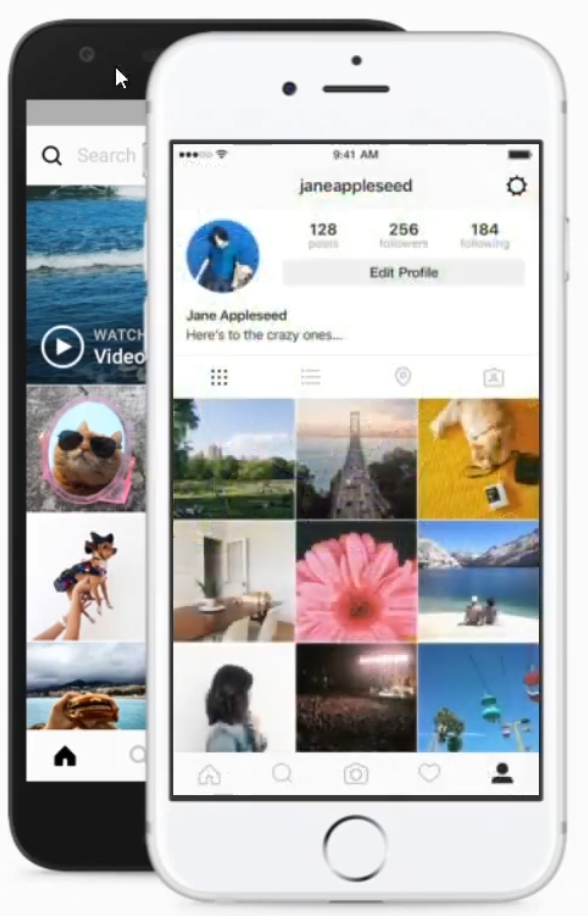 Search
WATCH
Video
9:41 AM
janeappleseed
128 256 184
posts followers following
Edit Profile
Jane Appleseed
Here's to the crazy ones...